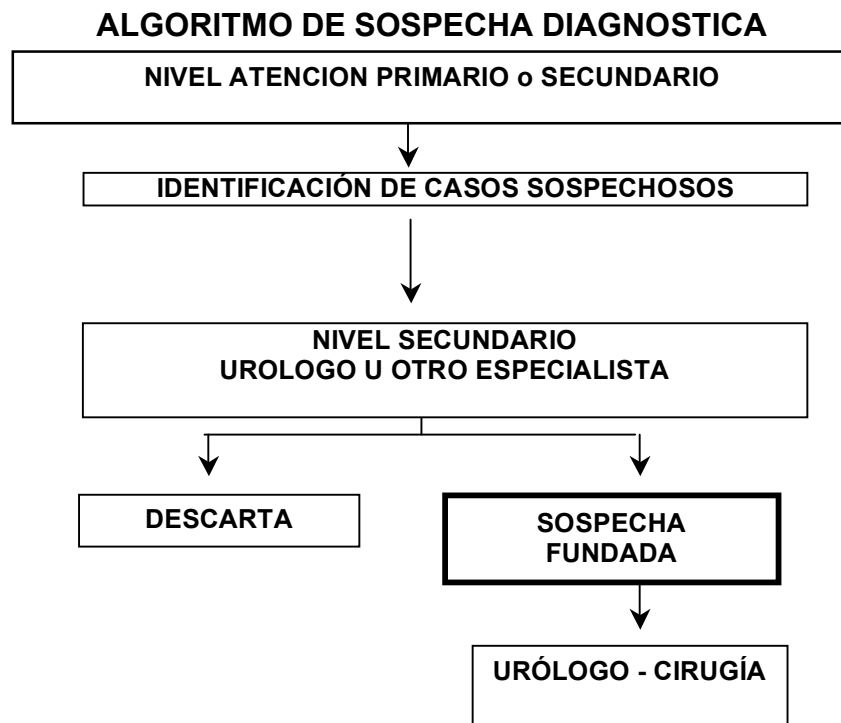 ALGORITMO DE SOSPECHA DIAGNOSTICA
NIVEL ATENCION PRIMARIO o SECUNDARIO
IDENTIFICACIÓN DE CASOS SOSPECHOSOS
NIVEL SECUNDARIO
UROLOGO U OTRO ESPECIALISTA
DESCARTA
SOSPECHA
FUNDADA
URÓLOGO - CIRUGÍA